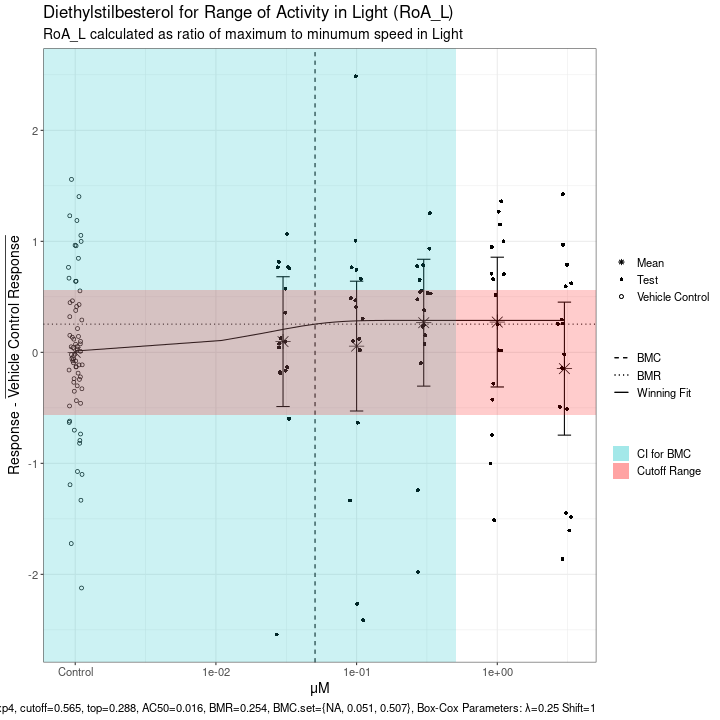 Diethylstilbesterol for Range of Activity in Light (RoA_L)
RoA_L calculated as ratio of maximum to minumum speed in Light
Response - Vehicle Control Response
2
1
0
-1
-2
Control
1e-02
1e-01
1e+00
μM
Mean
Test
Vehicle Control
BMC
BMR
Winning Fit
CI for BMC
Cutoff Range
p4, cutoff=0.565, top=0.288, AC50=0.016, BMR=0.254, BMC.set={NA, 0.051, 0.507}, Box-Cox Parameters: λ=0.25 Shift=1